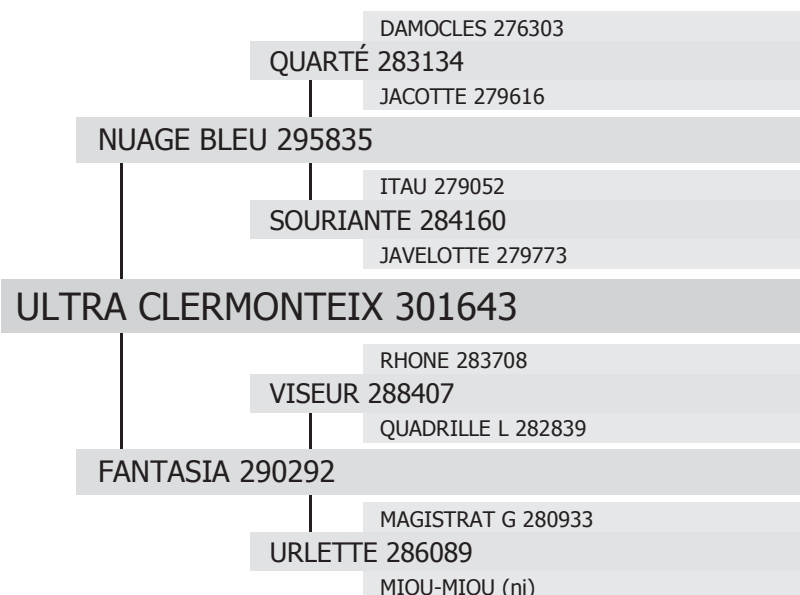 DAMOCLES 276303
QUARTÉ 283134
JACOTTE 279616
NUAGE BLEU 295835
ITAU 279052
SOURIANTE 284160
JAVELOTTE 279773
ULTRA CLERMONTEIX 301643
RHONE 283708
VISEUR 288407
QUADRILLE L 282839
FANTASIA 290292
MAGISTRAT G 280933
URLETTE 286089
MIOU-MIOU (ni)